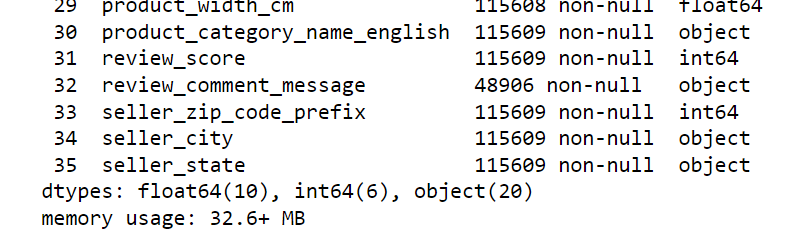 29  product_width_cm               115608 non-null  float64
30  product_category_name_english  115609 non-null  object
31  review_score                   115609 non-null  int64
32  review_comment_message         48906 non-null   object
33  seller_zip_code_prefix         115609 non-null  int64
34  seller_city                    115609 non-null  object
35  seller_state                   115609 non-null  object
dtypes: float64(10), int64(6), object(20)
memory usage: 32.6+ MB